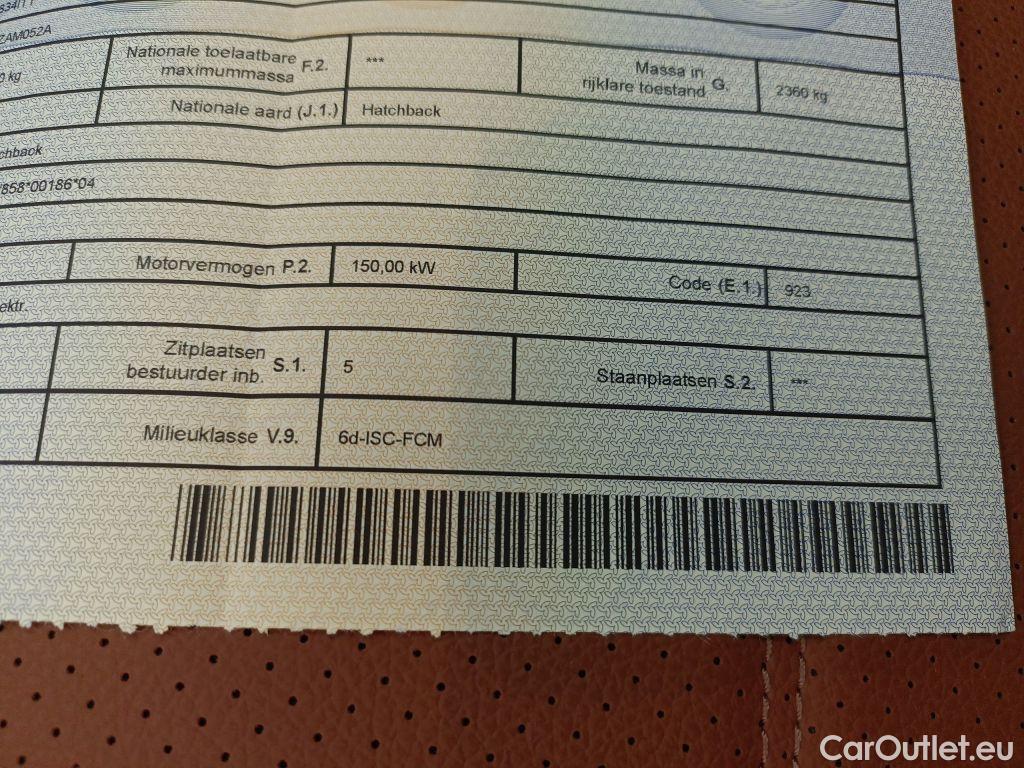 ZAM052A
0 kg
Nationale toelaatbare
maximummassa F.2.
***
Massa in
rijklare toestand G.
2360 kg
Nationale aard (J.1.)
Hatchback
chback
858*00186*04
Motorvermogen P.2.
150,00 kW
Code (E.1.)
923
ektr.
Zitplaatsen
bestuurder inb. S.1.
5
Staanplaatsen S.2.
***
Milieuklasse V.9.
6d-ISC-FCM
CarOutlet.eu